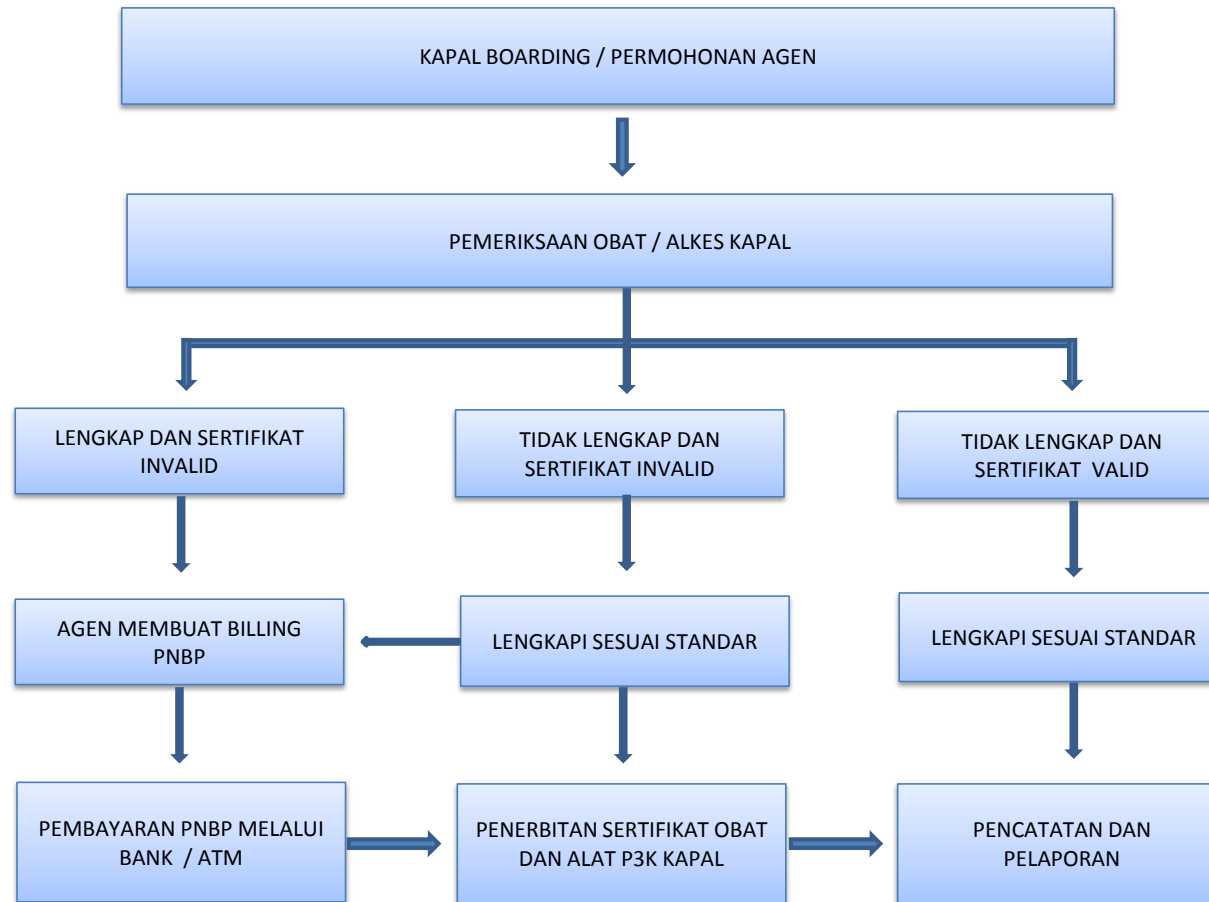 KAPAL BOARDING / PERMOHONAN AGEN
PEMERIKSAAN OBAT / ALKES KAPAL
LENGKAP DAN SERTIFIKAT
INVALID
TIDAK LENGKAP DAN
SERTIFIKAT INVALID
TIDAK LENGKAP DAN
SERTIFIKAT VALID
AGEN MEMBUAT BILLING
PNBP
LENGKAPI SESUAI STANDAR
LENGKAPI SESUAI STANDAR
PEMBAYARAN PNBP MELALUI
BANK / ATM
PENERBITAN SERTIFIKAT OBAT
DAN ALAT P3K KAPAL
PENCATATAN DAN
PELAPORAN